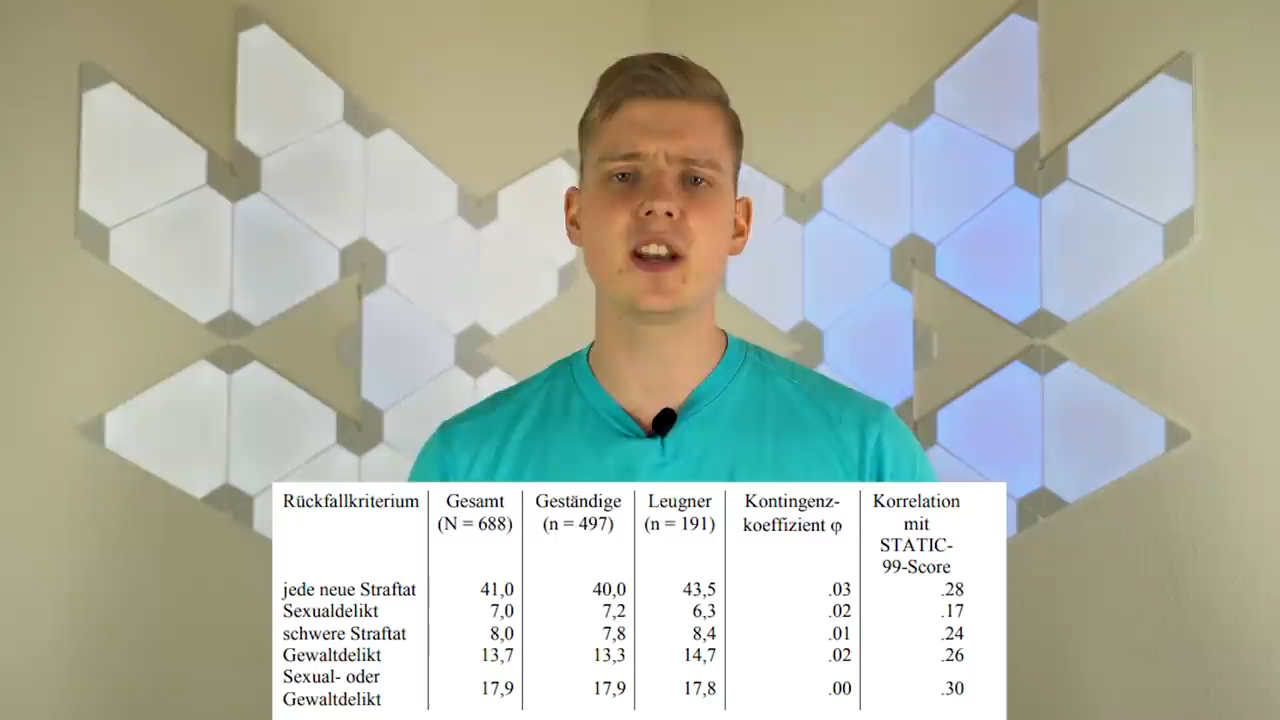 Rückfallkriterium Gesamt Geständige Leugner Kontingenz- Korrelation
(N = 688) (n = 497) (n = 191) koeffizient φ mit
STATIC-
99-Score
jede neue Straftat 41,0 40,0 43,5 .03 .28
Sexualdelikt 7,0 7,2 6,3 .02 .17
schwere Straftat 8,0 7,8 8,4 .01 .24
Gewaltdelikt 13,7 13,3 14,7 .02 .26
Sexual- oder
Gewaltdelikt 17,9 17,9 17,8 .00 .30